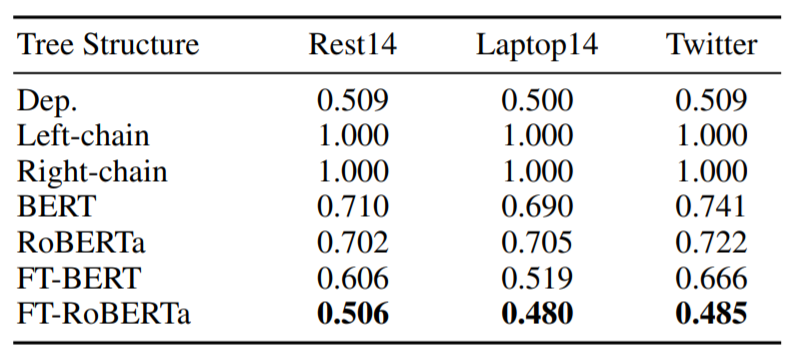 Tree Structure Rest14 Laptop14 Twitter
Dep. 0.509 0.500 0.509
Left-chain 1.000 1.000 1.000
Right-chain 1.000 1.000 1.000
BERT 0.710 0.690 0.741
RoBERTa 0.702 0.705 0.722
FT-BERT 0.606 0.519 0.666
FT-RoBERTa 0.506 0.480 0.485